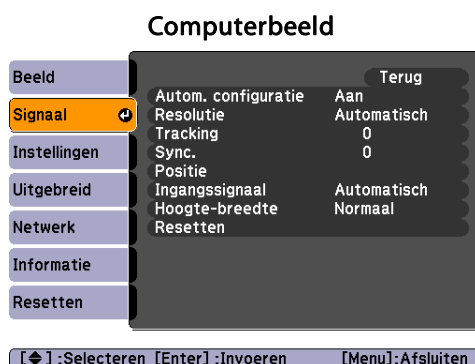 Computerbeeld
Beeld
Signaal
Instellingen
Uitgebreid
Netwerk
Informatie
Resetten
Terug
Autom. configuratie Aan
Resolutie Automatisch
Tracking 0
Sync. 0
Positie
Ingangssignaal Automatisch
Hoogte-breedte Normaal
Resetten
[◆] :Selecteren [Enter] :Invoeren [Menu]:Afsluiten